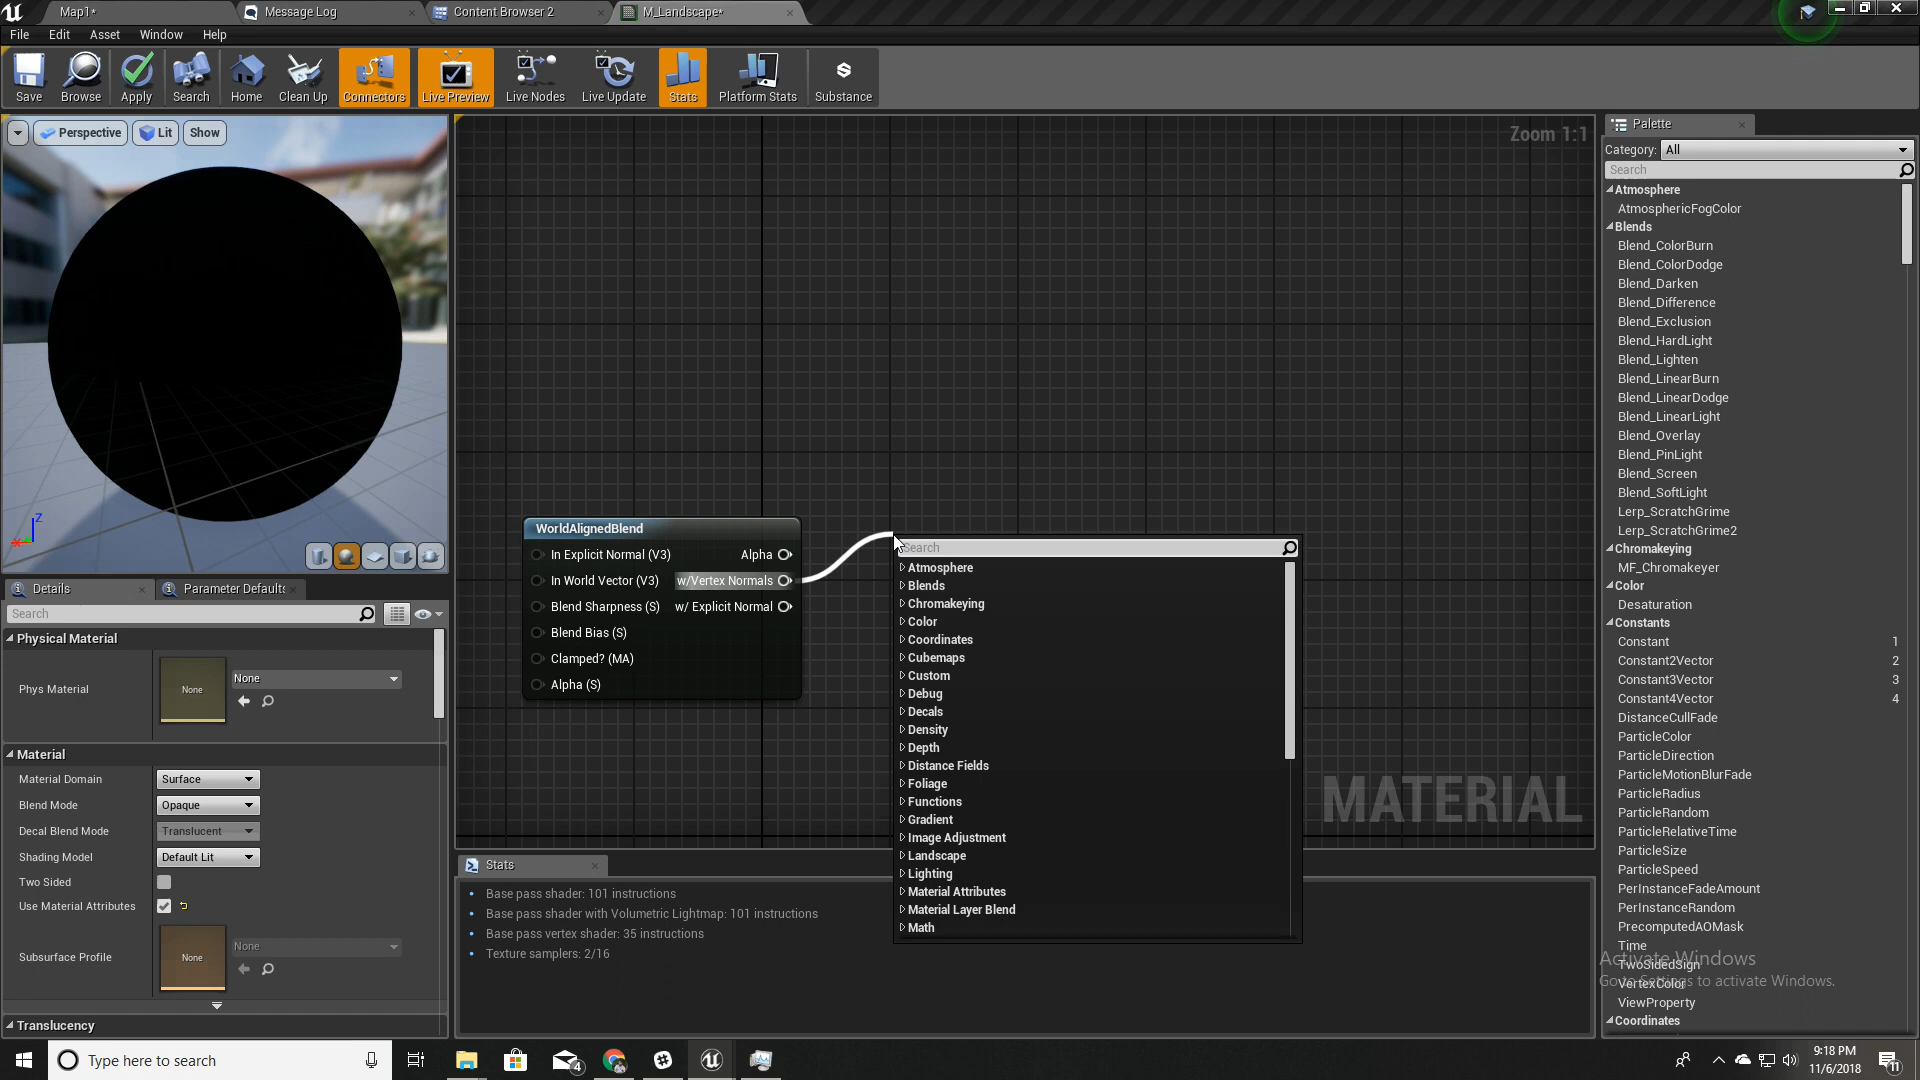 Map1*
Message Log
Content Browser 2
M_Landscape*
File Edit Asset Window Help
Save
Browse
Apply
Search
Home
Clean Up
Connectors
Live Preview
Live Nodes
Live Update
Stats
Platform Stats
Substance
Perspective
Lit
Show
Zoom 1:1
Z
X
WorldAlignedBlend
In Explicit Normal (V3) Alpha
In World Vector (V3) w/Vertex Normals
Blend Sharpness (S) w/ Explicit Normal
Blend Bias (S)
Clamped? (MA)
Alpha (S)
Search
Atmosphere
Blends
Chromakeying
Color
Coordinates
Cubemaps
Custom
Debug
Decals
Density
Depth
Distance Fields
Foliage
Functions
Gradient
Image Adjustment
Landscape
Lighting
Material Attributes
Material Layer Blend
Math
MATERIAL
Details
Parameter Defaults
Search
Physical Material
Phys Material
None
None
Material
Material Domain Surface
Blend Mode Opaque
Decal Blend Mode Translucent
Shading Model Default Lit
Two Sided
Use Material Attributes
Subsurface Profile
None
None
Translucency
Stats
Base pass shader: 101 instructions
Base pass shader with Volumetric Lightmap: 101 instructions
Base pass vertex shader: 35 instructions
Texture samplers: 2/16
Palette
Category: All
Search
Atmosphere
AtmosphericFogColor
Blends
Blend_ColorBurn
Blend_ColorDodge
Blend_Darken
Blend_Difference
Blend_Exclusion
Blend_HardLight
Blend_Lighten
Blend_LinearBurn
Blend_LinearDodge
Blend_LinearLight
Blend_Overlay
Blend_PinLight
Blend_Screen
Blend_SoftLight
Lerp_ScratchGrime
Lerp_ScratchGrime2
Chromakeying
MF_Chromakeyer
Color
Desaturation
Constants
Constant 1
Constant2Vector 2
Constant3Vector 3
Constant4Vector 4
DistanceCullFade
ParticleColor
ParticleDirection
ParticleMotionBlurFade
ParticleRadius
ParticleRandom
ParticleRelativeTime
ParticleSize
ParticleSpeed
PerInstanceFadeAmount
PerInstanceRandom
PrecomputedAOMask
Time
TwoSidedSign
VertexColor
ViewProperty
Coordinates
Activate Windows
Go to Settings to activate Windows.
Type here to search
4
9:18 PM
11/6/2018
11